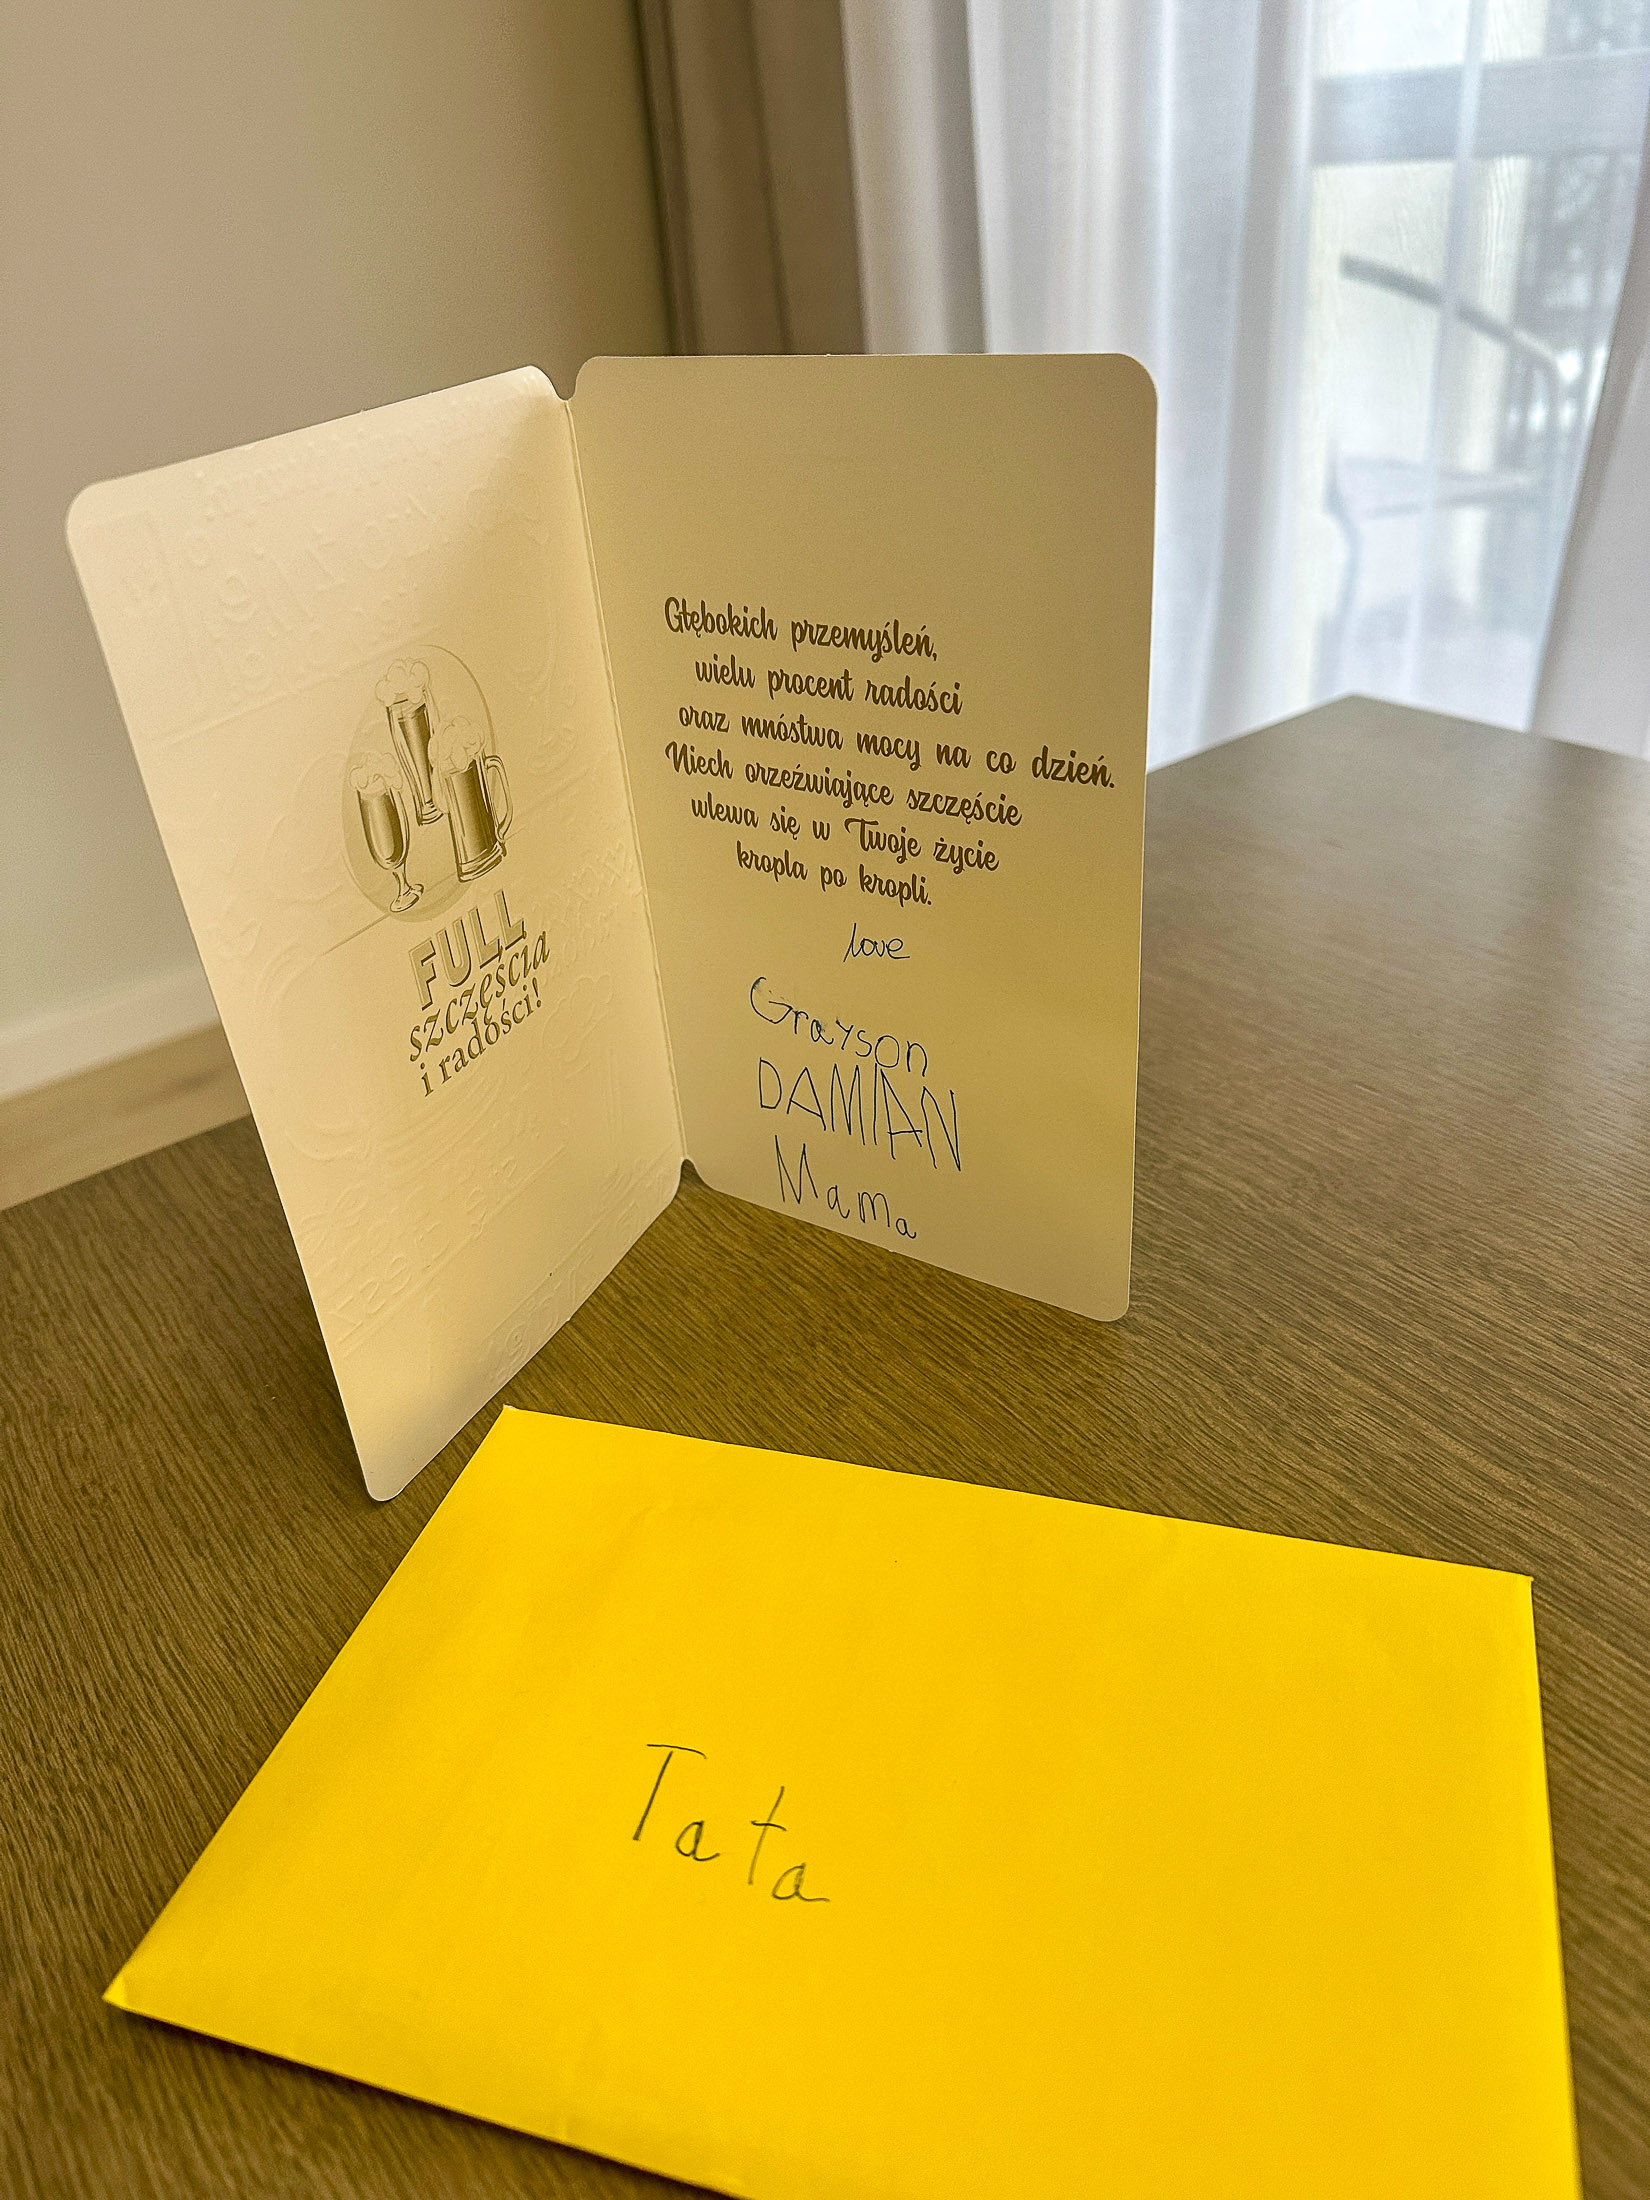 FULL
szczęścia
i radości!
Głębokich przemyśleń,
wielu procent radości
oraz mnóstwa mocy na co dzień.
Niech orzeźwiające szczęście
wlewa się w Twoje życie
kropla po kropli.
love
Grayson
DAMIAN
Mama
Tata